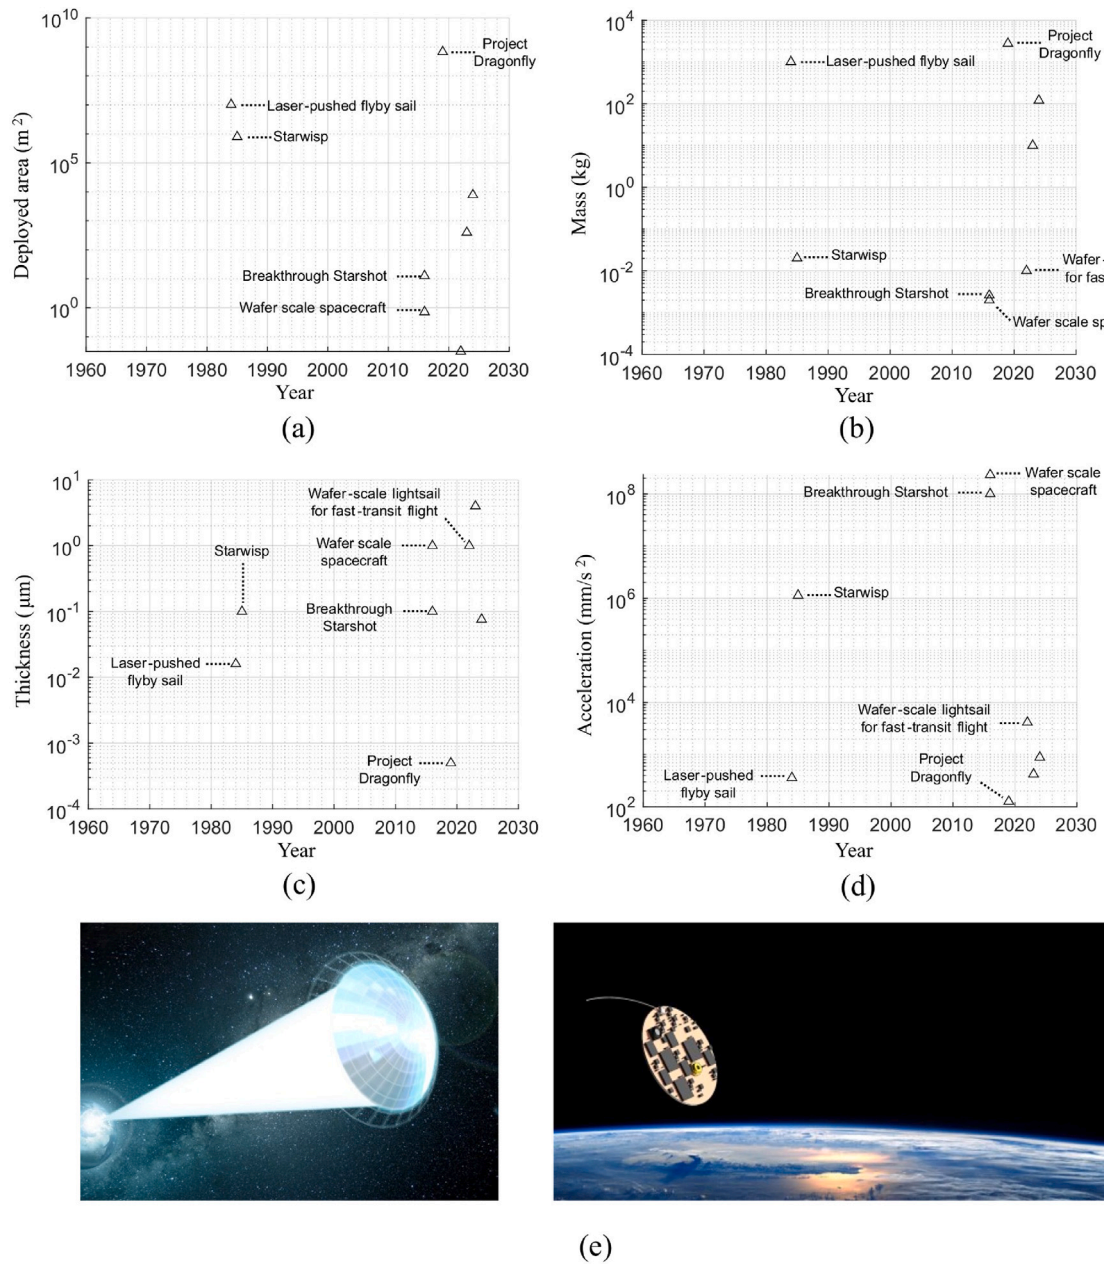 10^10
10^5
10^0
Deployed area (m^2)
Project
Dragonfly
Laser-pushed flyby sail
Starwisp
Breakthrough Starshot
Wafer scale spacecraft
1960 1970 1980 1990 2000 2010 2020 2030
Year
(a)
10^4
10^2
10^0
10^-2
10^-4
Mass (kg)
Project
Dragonfly
Laser-pushed flyby sail
Starwisp
Wafer-
for fas
Breakthrough Starshot
Wafer scale sp
1960 1970 1980 1990 2000 2010 2020 2030
Year
(b)
10^1
10^0
10^-1
10^-2
10^-3
10^-4
Thickness (μm)
Wafer-scale lightsail
for fast-transit flight
Starwisp
Wafer scale
spacecraft
Breakthrough
Starshot
Laser-pushed
flyby sail
Project
Dragonfly
1960 1970 1980 1990 2000 2010 2020 2030
Year
(c)
10^8
10^6
10^4
10^2
Acceleration (mm/s^2)
Wafer scale
spacecraft
Breakthrough Starshot
Starwisp
Wafer-scale lightsail
for fast-transit flight
Project
Dragonfly
Laser-pushed
flyby sail
1960 1970 1980 1990 2000 2010 2020 2030
Year
(d)
(e)